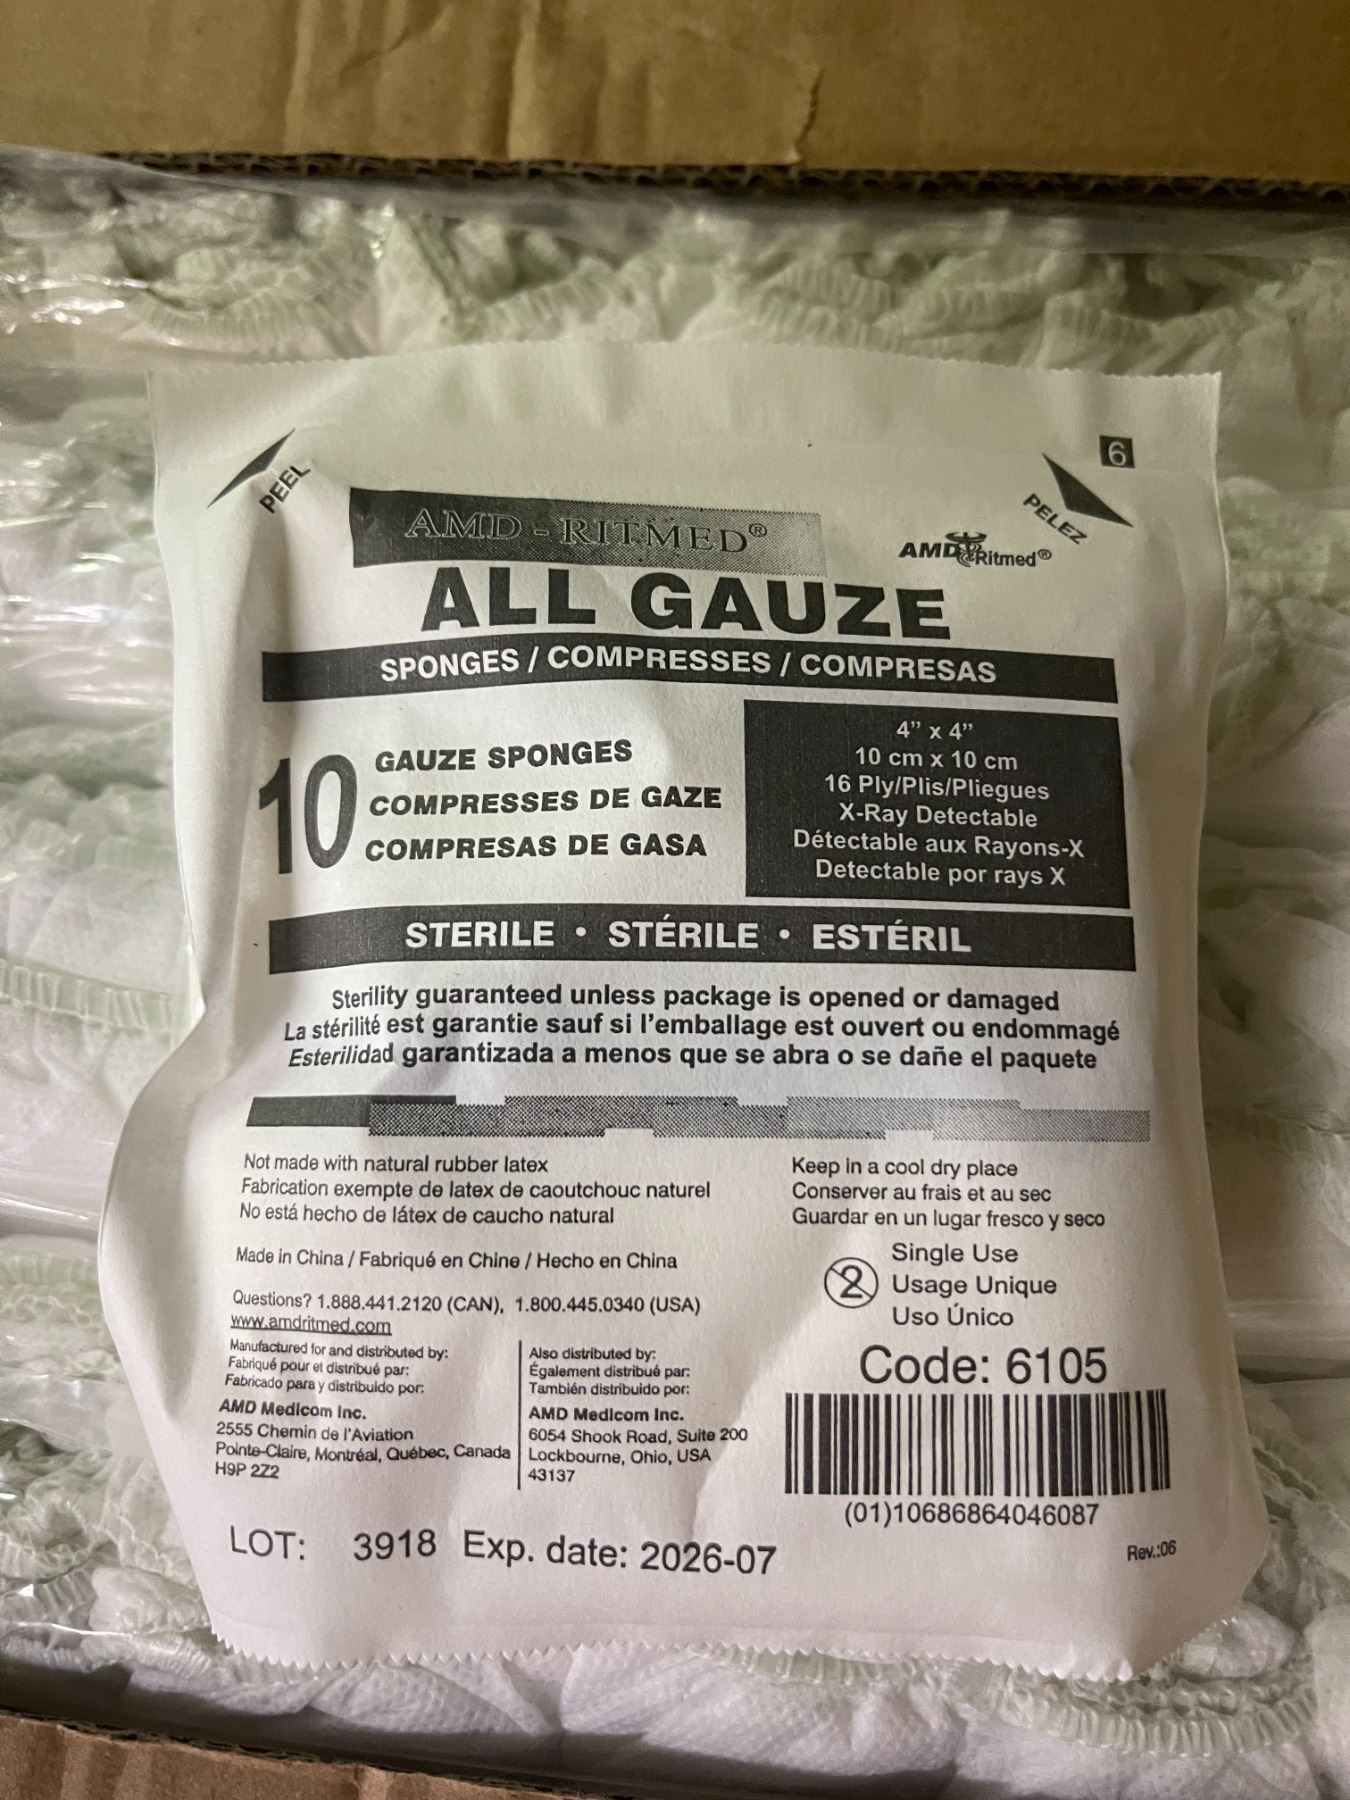 6
PEEL
PELEZ
AMD - RITMED®
AMD Ritmed®
ALL GAUZE
SPONGES / COMPRESSES / COMPRESAS
10
GAUZE SPONGES
COMPRESSES DE GAZE
COMPRESAS DE GASA
4” x 4”
10 cm x 10 cm
16 Ply/Plis/Pliegues
X-Ray Detectable
Détectable aux Rayons-X
Detectable por rays X
STERILE • STÉRILE • ESTÉRIL
Sterility guaranteed unless package is opened or damaged
La stérilité est garantie sauf si l’emballage est ouvert ou endommagé
Esterilidad garantizada a menos que se abra o se dañe el paquete
Not made with natural rubber latex
Fabrication exempte de latex de caoutchouc naturel
No está hecho de látex de caucho natural
Keep in a cool dry place
Conserver au frais et au sec
Guardar en un lugar fresco y seco
Made in China / Fabriqué en Chine / Hecho en China
2
Single Use
Usage Unique
Uso Único
Questions? 1.888.441.2120 (CAN), 1.800.445.0340 (USA)
www.amdritmed.com
Manufactured for and distributed by:
Fabriqué pour et distribué par:
Fabricado para y distribuido por:
AMD Medicom Inc.
2555 Chemin de l'Aviation
Pointe-Claire, Montréal, Québec, Canada
H9P 2Z2
Also distributed by:
Également distribué par:
También distribuido por:
AMD Medicom Inc.
6054 Shook Road, Suite 200
Lockbourne, Ohio, USA
43137
Code: 6105
(01)10686864046087
LOT: 3918 Exp. date: 2026-07
Rev.:06